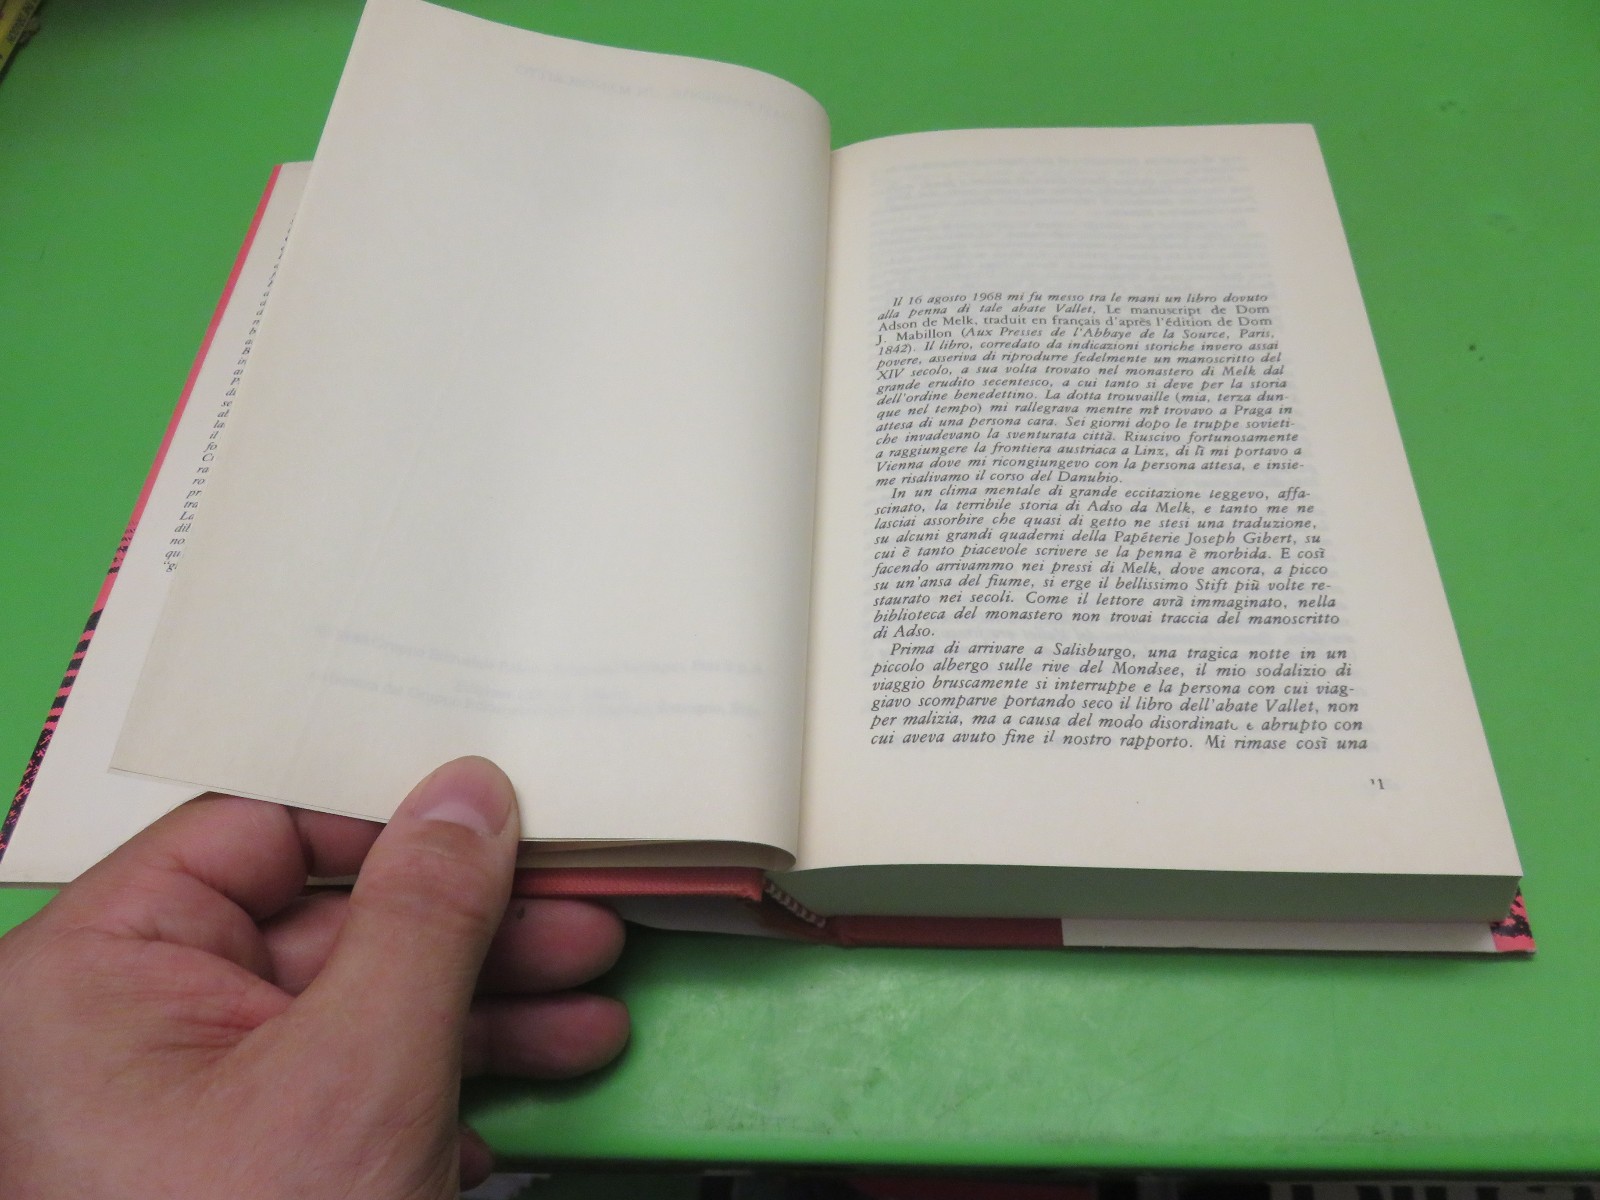 Il 16 agosto 1968 mi fu messo tra le mani un libro dovuto
alla penna di tale abate Vallet, Le manuscript de Dom
Adson de Melk, traduit en français d'après l'édition de Dom
J. Mabillon (Aux Presses de l'Abbaye de la Source, Paris,
1842). Il libro, corredato da indicazioni storiche invero assai
povere, asseriva di riprodurre fedelmente un manoscritto del
XIV secolo, a sua volta trovato nel monastero di Melk dal
grande erudito secentesco, a cui tanto si deve per la storia
dell'ordine benedettino. La dotta trouvaille (mia, terza dun-
que nel tempo) mi rallegrava mentre mi trovavo a Praga in
attesa di una persona cara. Sei giorni dopo le truppe sovieti-
che invadevano la sventurata città. Riuscivo fortunosamente
a raggiungere la frontiera austriaca a Linz, di lì mi portavo a
Vienna dove mi ricongiungevo con la persona attesa, e insie-
me risalivamo il corso del Danubio.
In un clima mentale di grande eccitazione leggevo, affa-
scinato, la terribile storia di Adso da Melk, e tanto me ne
lasciai assorbire che quasi di getto ne stesi una traduzione,
su alcuni grandi quaderni della Papéterie Joseph Gibert, su
cui è tanto piacevole scrivere se la penna è morbida. E così
facendo arrivammo nei pressi di Melk, dove ancora, a picco
su un'ansa del fiume, si erge il bellissimo Stift più volte re-
staurato nei secoli. Come il lettore avrà immaginato, nella
biblioteca del monastero non trovai traccia del manoscritto
di Adso.
Prima di arrivare a Salisburgo, una tragica notte in un
piccolo albergo sulle rive del Mondsee, il mio sodalizio di
viaggio bruscamente si interruppe e la persona con cui viag-
giavo scomparve portando seco il libro dell'abate Vallet, non
per malizia, ma a causa del modo disordinato e abrupto con
cui aveva avuto fine il nostro rapporto. Mi rimase così una
11